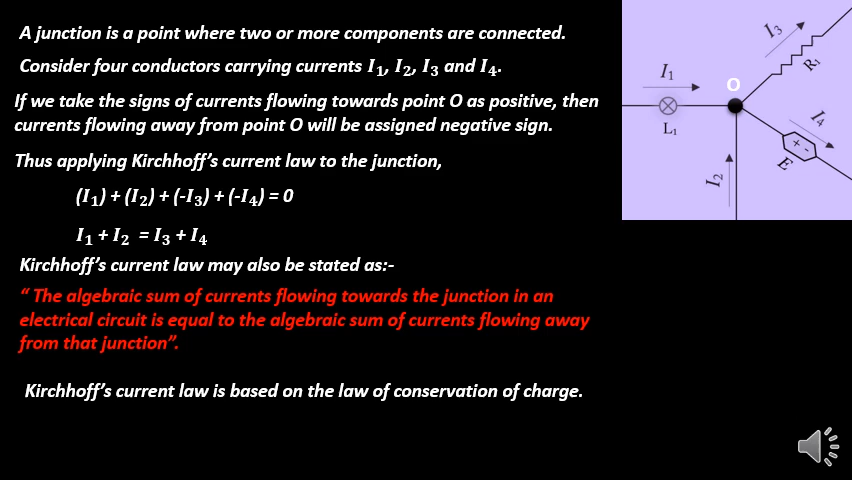 A junction is a point where two or more components are connected.
Consider four conductors carrying currents I₁, I₂, I₃ and I₄.
If we take the signs of currents flowing towards point O as positive, then
currents flowing away from point O will be assigned negative sign.
Thus applying Kirchhoff's current law to the junction,
(I₁) + (I₂) + (-I₃) + (-I₄) = 0
I₁ + I₂ = I₃ + I₄
Kirchhoff's current law may also be stated as:-
“ The algebraic sum of currents flowing towards the junction in an
electrical circuit is equal to the algebraic sum of currents flowing away
from that junction”.
Kirchhoff's current law is based on the law of conservation of charge.
I₃
R₁
I₁
O
L₁
I₄
+ -
E
I₂